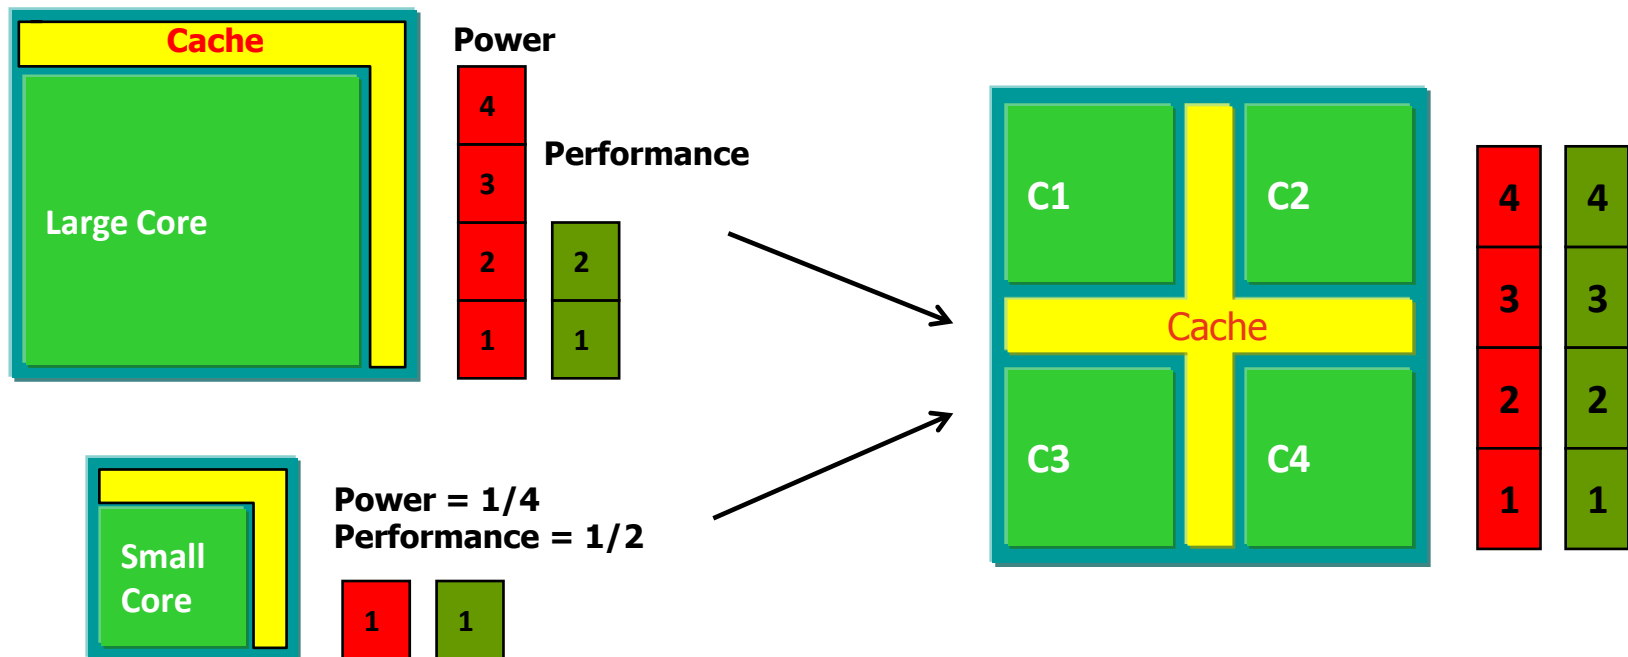 Cache
Power
4
3
2
1
Performance
2
1
Large Core
Small
Core
Power = 1/4
Performance = 1/2
1
1
C1
C2
Cache
C3
C4
4
3
2
1
4
3
2
1